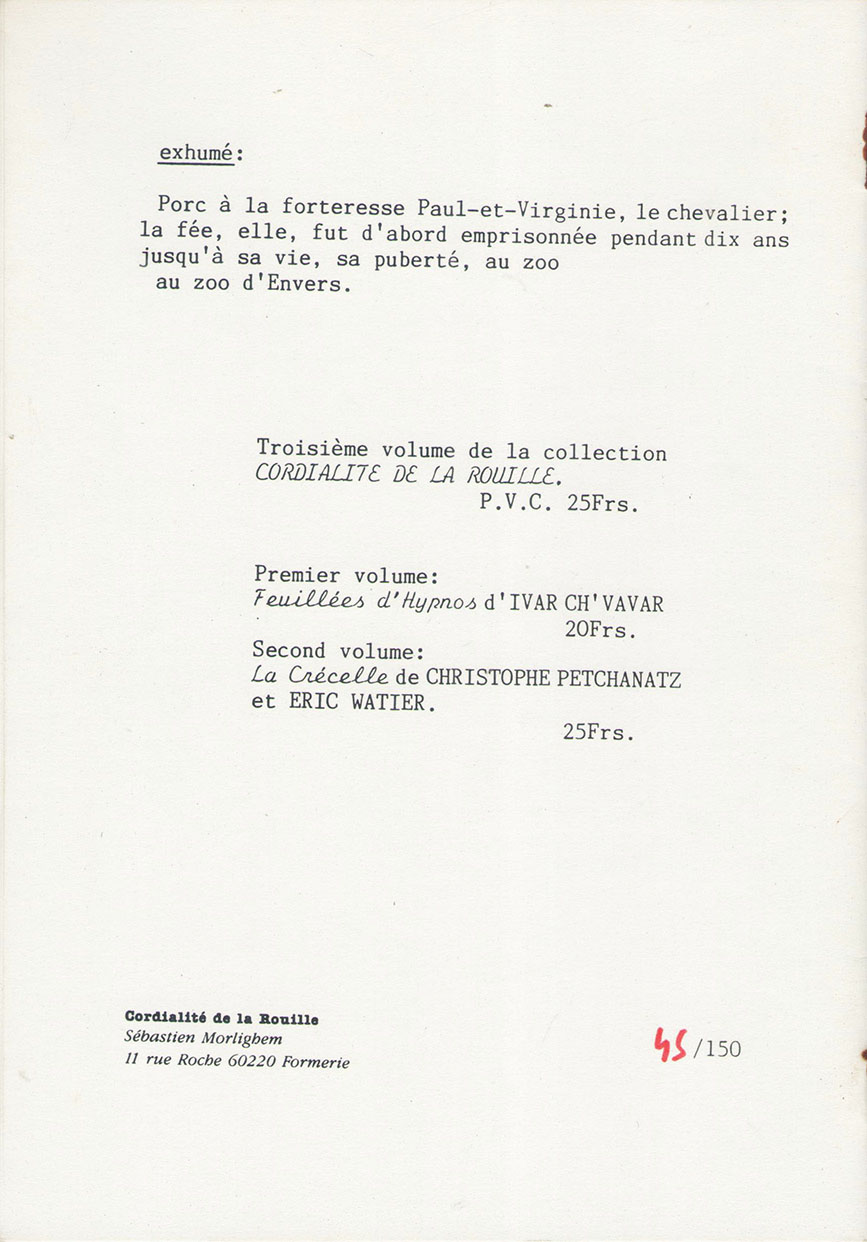 exhumé:
Porc à la forteresse Paul-et-Virginie, le chevalier;
la fée, elle, fut d'abord emprisonnée pendant dix ans
jusqu'à sa vie, sa puberté, au zoo
au zoo d'Envers.
Troisième volume de la collection
CORDIALITE DE LA ROUILLE.
P.V.C. 25Frs.
Premier volume:
Feuillées d'Hypnos d'IVAR CH'VAVAR
20Frs.
Second volume:
La Crécelle de CHRISTOPHE PETCHANATZ
et ERIC WATIER.
25Frs.
Cordialité de la Rouille
Sébastien Morlighem
11 rue Roche 60220 Formerie
45/150